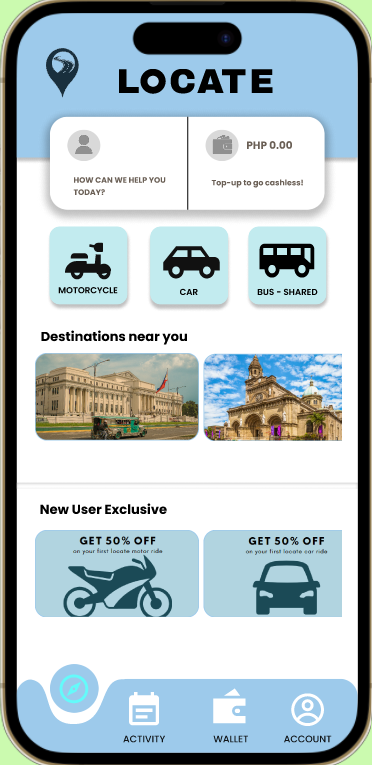 LOCATE
HOW CAN WE HELP YOU
TODAY?
PHP 0.00
Top-up to go cashless!
MOTORCYCLE
CAR
BUS - SHARED
Destinations near you
New User Exclusive
GET 50% OFF
on your first locate motor ride
GET 50% OFF
on your first locate car ride
ACTIVITY
WALLET
ACCOUNT